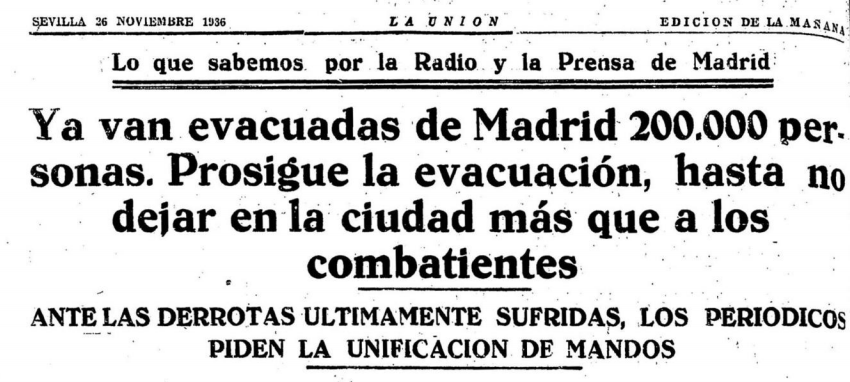 SEVILLA 26 NOVIEMBRE 1936 LA UNION EDICION DE LA MAÑANA
Lo que sabemos por la Radio y la Prensa de Madrid
Ya van evacuadas de Madrid 200.000 per-
sonas. Prosigue la evacuación, hasta no
dejar en la ciudad más que a los
combatientes
ANTE LAS DERROTAS ULTIMAMENTE SUFRIDAS, LOS PERIODICOS
PIDEN LA UNIFICACION DE MANDOS